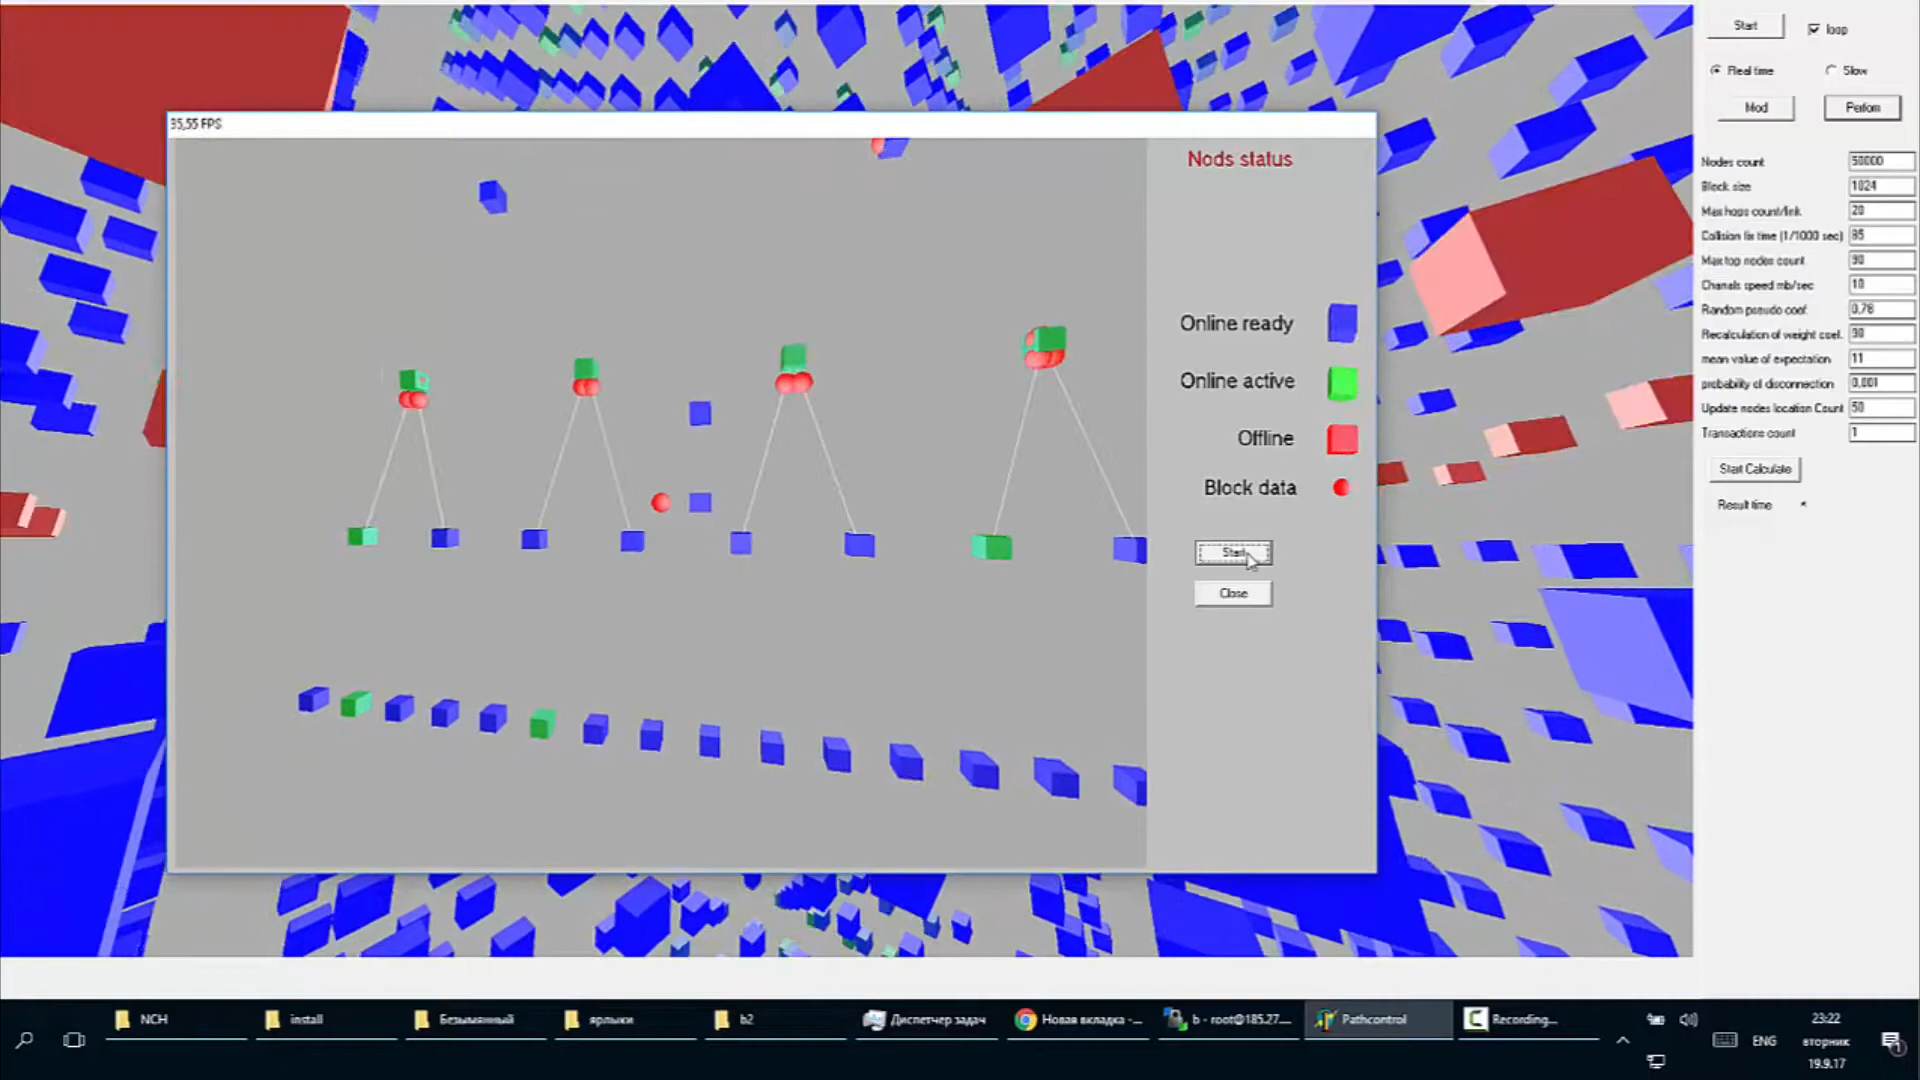 Start
loop
Real time
Slow
Mod
Perfom
35,55 FPS
Nods status
Online ready
Online active
Offline
Block data
Start
Close
Nodes count 50000
Block size 1024
Max hops count/link 20
Collision fix time (1/1000 sec) 85
Max top nodes count 90
Chanals speed mb/sec 10
Random pseudo coef. 0,78
Recalculation of weight coef. 30
mean value of expectation 11
probability of disconnection 0,001
Update nodes location Count 50
Transactions count 1
Start Calculate
Result time
NCH
install
Безымянный
ярлыки
b2
Диспетчер задач
Новая вкладка -...
b - root@185.27....
Pathcontrol
Recording...
ENG
23:22
вторник
19.9.17
1